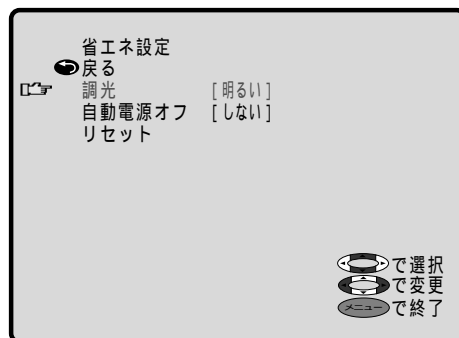 省エネ設定
戻る
調光 [明るい]
自動電源オフ [しない]
リセット
で選択
で変更
メニューで終了